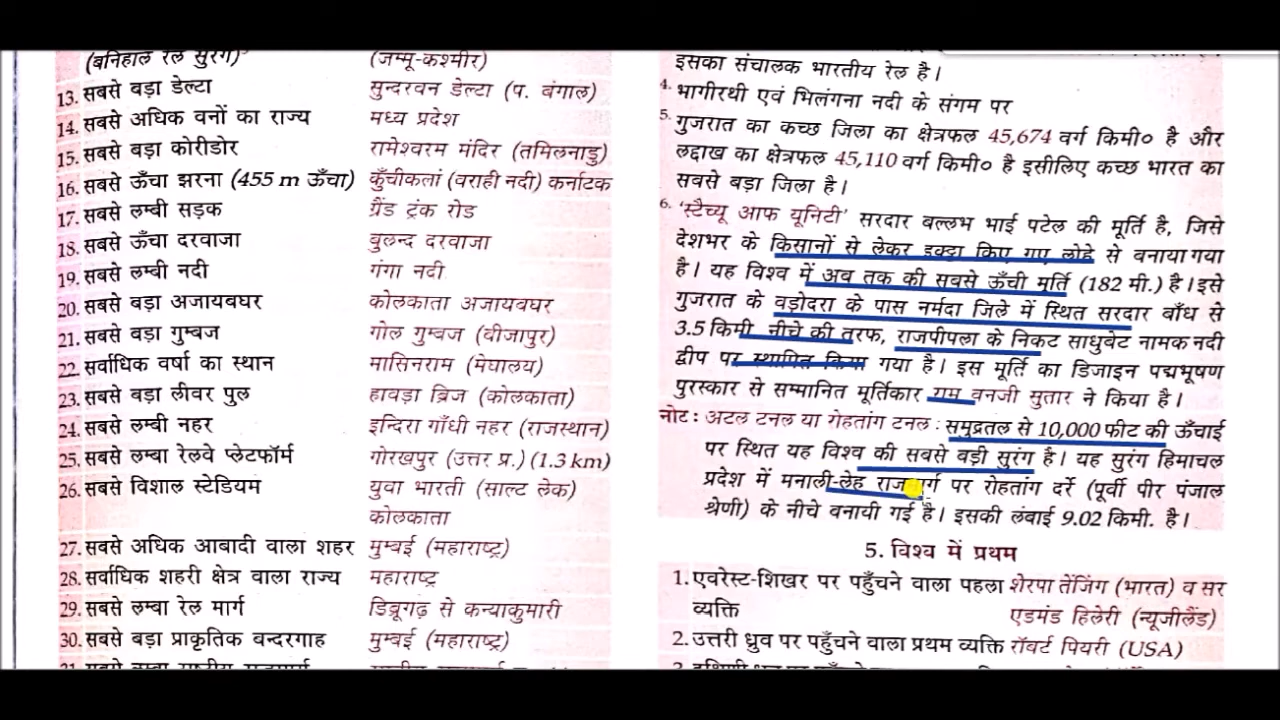 (बनिहाल रेल सुरंग)⁵ (जम्मू-कश्मीर)
13. सबसे बड़ा डेल्टा सुन्दरवन डेल्टा (प. बंगाल)
14. सबसे अधिक वनों का राज्य मध्य प्रदेश
15. सबसे बड़ा कोरीडोर रामेश्वरम मंदिर (तमिलनाडु)
16. सबसे ऊँचा झरना (455 m ऊँचा) कुँचीकलां (वराही नदी) कर्नाटक
17. सबसे लम्बी सड़क ग्रैंड ट्रंक रोड
18. सबसे ऊँचा दरवाजा बुलन्द दरवाजा
19. सबसे लम्बी नदी गंगा नदी
20. सबसे बड़ा अजायबघर कोलकाता अजायबघर
21. सबसे बड़ा गुम्बज गोल गुम्बज (बीजापुर)
22. सर्वाधिक वर्षा का स्थान मासिनराम (मेघालय)
23. सबसे बड़ा लीवर पुल हावड़ा ब्रिज (कोलकाता)
24. सबसे लम्बी नहर इन्दिरा गाँधी नहर (राजस्थान)
25. सबसे लम्बा रेलवे प्लेटफॉर्म गोरखपुर (उत्तर प्र.) (1.3 km)
26. सबसे विशाल स्टेडियम युवा भारती (साल्ट लेक)
कोलकाता
27. सबसे अधिक आबादी वाला शहर मुम्बई (महाराष्ट्र)
28. सर्वाधिक शहरी क्षेत्र वाला राज्य महाराष्ट्र
29. सबसे लम्बा रेल मार्ग डिब्रूगढ़ से कन्याकुमारी
30. सबसे बड़ा प्राकृतिक बन्दरगाह मुम्बई (महाराष्ट्र)
इसका संचालक भारतीय रेल है।
4. भागीरथी एवं भिलंगना नदी के संगम पर
5. गुजरात का कच्छ जिला का क्षेत्रफल 45,674 वर्ग किमी० है और
लद्दाख का क्षेत्रफल 45,110 वर्ग किमी० है इसीलिए कच्छ भारत का
सबसे बड़ा जिला है।
6. 'स्टैच्यू आफ यूनिटी' सरदार बल्लभ भाई पटेल की मूर्ति है, जिसे
देशभर के किसानों से लेकर इक्ट्ठा किए गए लोहे से बनाया गया
है। यह विश्व में अब तक की सबसे ऊँची मूर्ति (182 मी.) है। इसे
गुजरात के वड़ोदरा के पास नर्मदा जिले में स्थित सरदार बाँध से
3.5 किमी नीचे की तरफ, राजपीपला के निकट साधुबेट नामक नदी
द्वीप पर स्थापित किया गया है। इस मूर्ति का डिजाइन पद्मभूषण
पुरस्कार से सम्मानित मूर्तिकार राम वनजी सुतार ने किया है।
नोट : अटल टनल या रोहतांग टनल : समुद्रतल से 10,000 फीट की ऊँचाई
पर स्थित यह विश्व की सबसे बड़ी सुरंग है। यह सुरंग हिमाचल
प्रदेश में मनाली-लेह राजमार्ग पर रोहतांग दर्रे (पूर्वी पीर पंजाल
श्रेणी) के नीचे बनायी गई है। इसकी लंबाई 9.02 किमी. है।
5. विश्व में प्रथम
1. एवरेस्ट-शिखर पर पहुँचने वाला पहला शेरपा तेंजिंग (भारत) व सर
व्यक्ति एडमंड हिलेरी (न्यूजीलैंड)
2. उत्तरी ध्रुव पर पहुँचने वाला प्रथम व्यक्ति रॉबर्ट पियरी (USA)